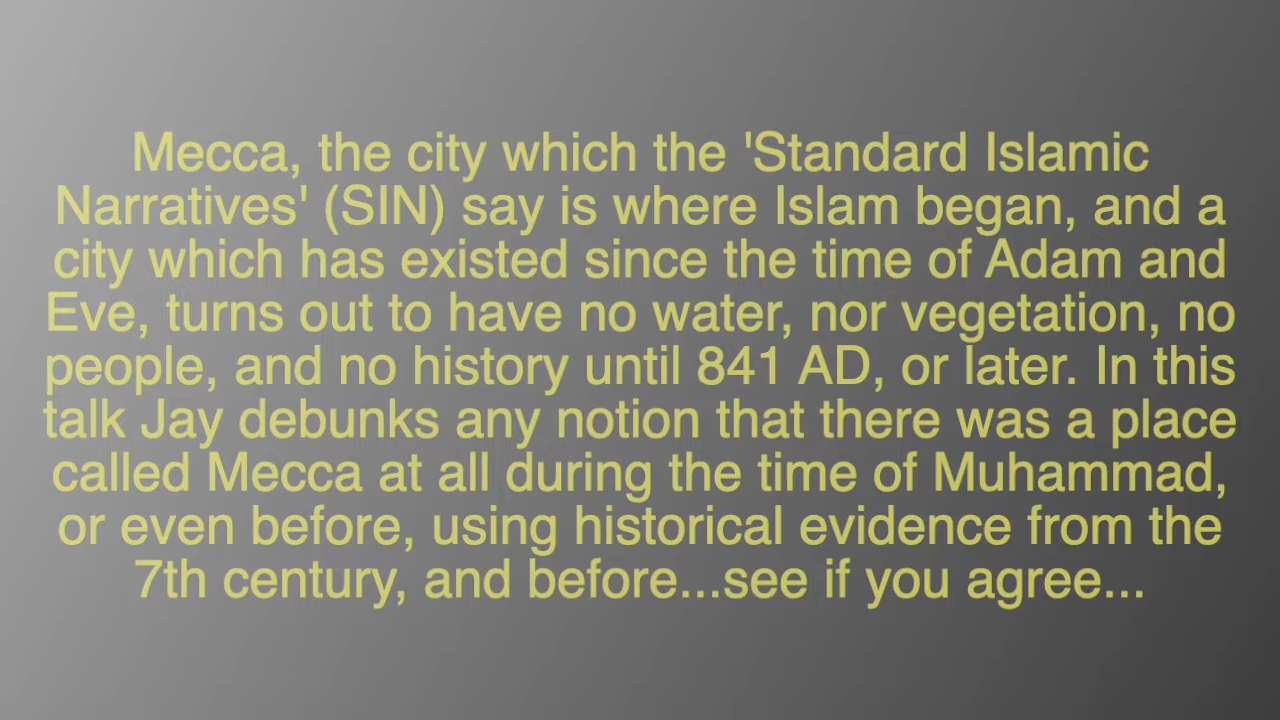 Mecca, the city which the 'Standard Islamic
Narratives' (SIN) say is where Islam began, and a
city which has existed since the time of Adam and
Eve, turns out to have no water, nor vegetation, no
people, and no history until 841 AD, or later. In this
talk Jay debunks any notion that there was a place
called Mecca at all during the time of Muhammad,
or even before, using historical evidence from the
7th century, and before...see if you agree...